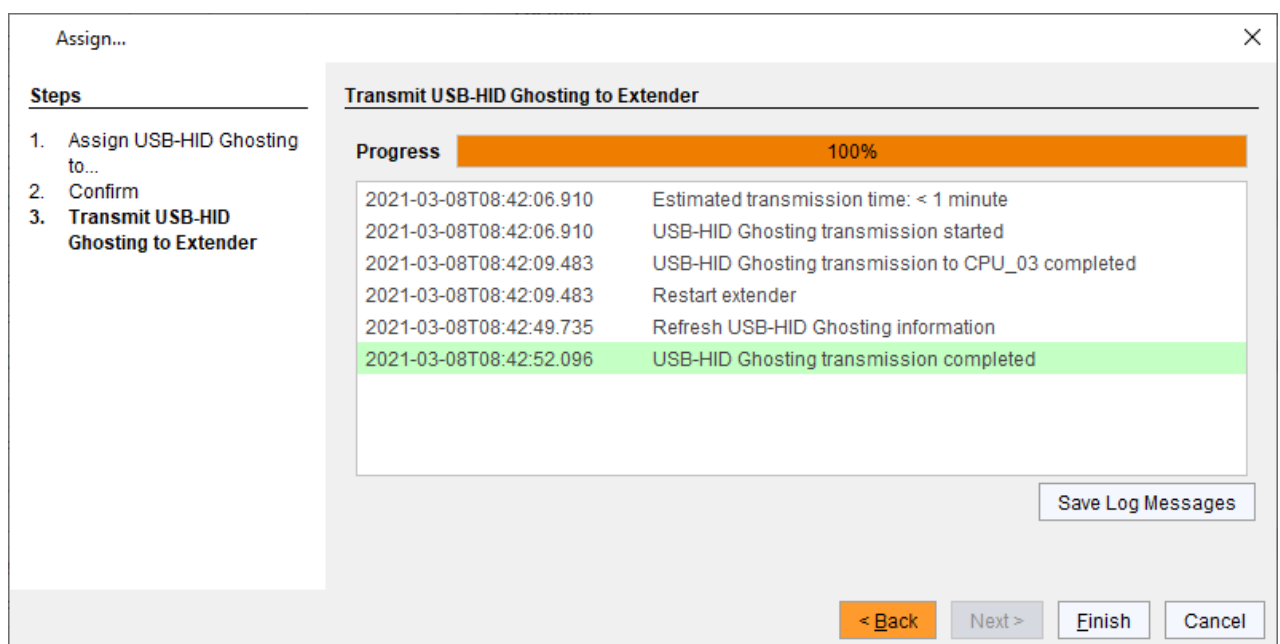 Assign...
Steps
1. Assign USB-HID Ghosting
to...
2. Confirm
3. Transmit USB-HID
Ghosting to Extender
Transmit USB-HID Ghosting to Extender
Progress 100%
2021-03-08T08:42:06.910 Estimated transmission time: < 1 minute
2021-03-08T08:42:06.910 USB-HID Ghosting transmission started
2021-03-08T08:42:09.483 USB-HID Ghosting transmission to CPU_03 completed
2021-03-08T08:42:09.483 Restart extender
2021-03-08T08:42:49.735 Refresh USB-HID Ghosting information
2021-03-08T08:42:52.096 USB-HID Ghosting transmission completed
Save Log Messages
< Back Next > Finish Cancel